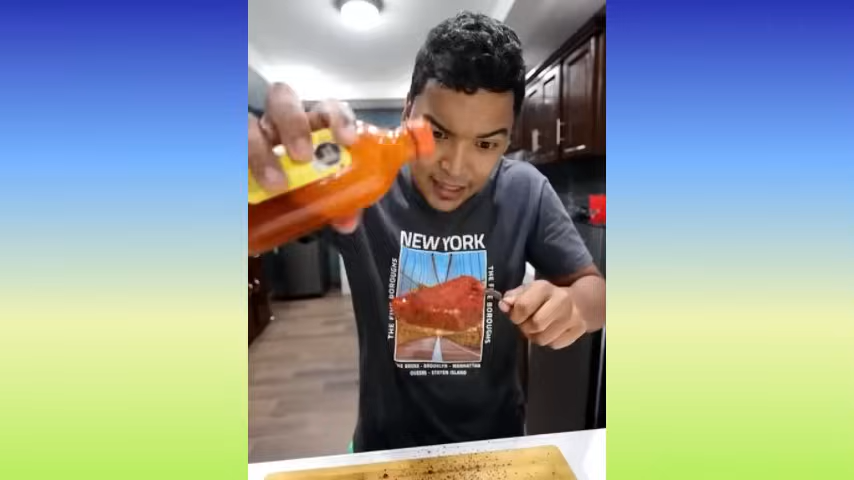 NEW YORK
THE FIVE BOROUGHS
THE FIVE BOROUGHS
THE BRONX - BROOKLYN - MANHATTAN
QUEENS - STATEN ISLAND